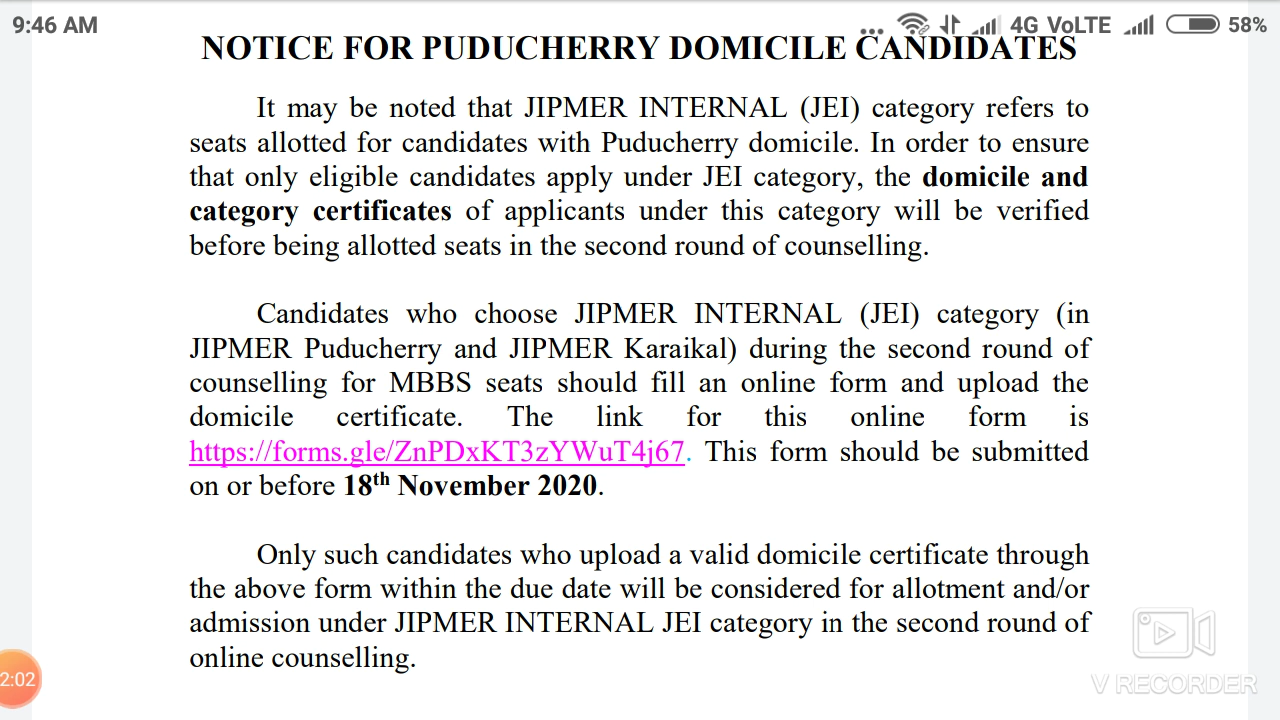 9:46 AM
4G VoLTE 58%
NOTICE FOR PUDUCHERRY DOMICILE CANDIDATES
It may be noted that JIPMER INTERNAL (JEI) category refers to
seats allotted for candidates with Puducherry domicile. In order to ensure
that only eligible candidates apply under JEI category, the domicile and
category certificates of applicants under this category will be verified
before being allotted seats in the second round of counselling.
Candidates who choose JIPMER INTERNAL (JEI) category (in
JIPMER Puducherry and JIPMER Karaikal) during the second round of
counselling for MBBS seats should fill an online form and upload the
domicile certificate. The link for this online form is
https://forms.gle/ZnPDxKT3zYWuT4j67. This form should be submitted
on or before 18th November 2020.
Only such candidates who upload a valid domicile certificate through
the above form within the due date will be considered for allotment and/or
admission under JIPMER INTERNAL JEI category in the second round of
online counselling.
2:02
V RECORDER